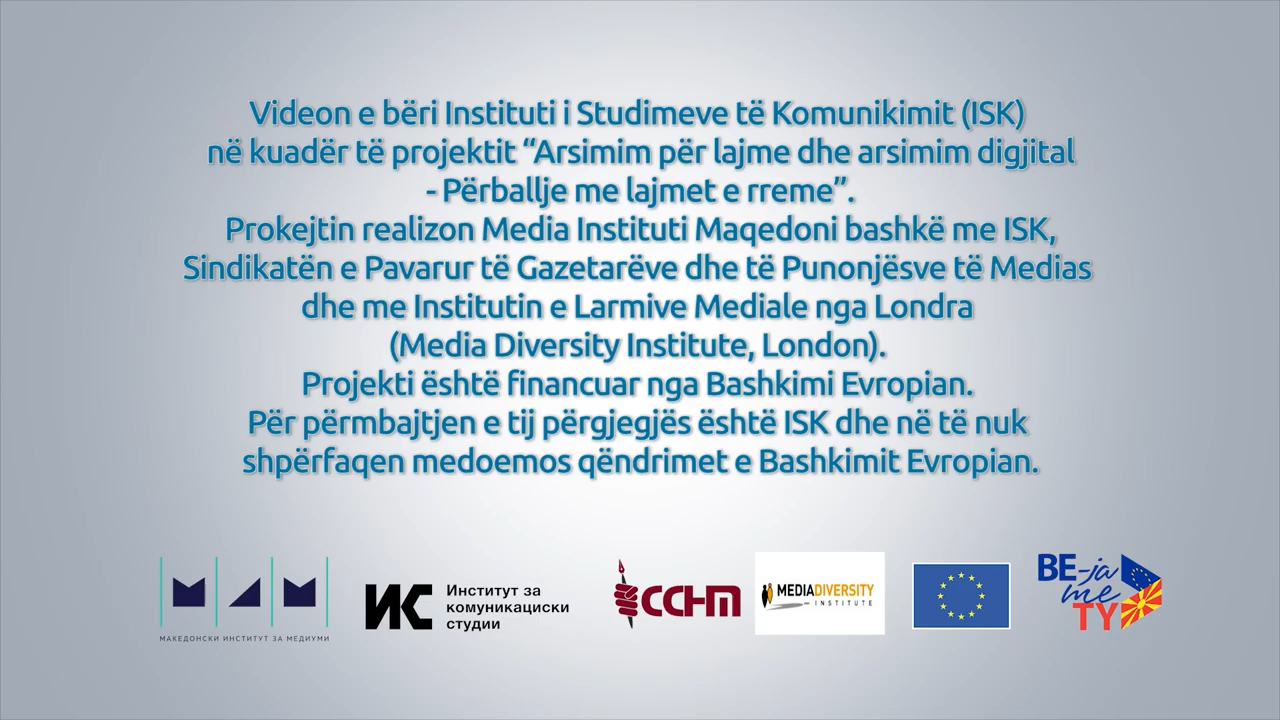 Videon e bëri Instituti i Studimeve të Komunikimit (ISK)
në kuadër të projektit “Arsimim për lajme dhe arsimim digjital
- Përballje me lajmet e rreme”.
Prokejtin realizon Media Instituti Maqedoni bashkë me ISK,
Sindikatën e Pavarur të Gazetarëve dhe të Punonjësve të Medias
dhe me Institutin e Larmive Mediale nga Londra
(Media Diversity Institute, London).
Projekti është financuar nga Bashkimi Evropian.
Për përmbajtjen e tij përgjegjës është ISK dhe në të nuk
shpërfaqen medoemos qëndrimet e Bashkimit Evropian.
МИМ
МАКЕДОНСКИ ИНСТИТУТ ЗА МЕДИУМИ
ИКС
Институт за
комуникациски
студии
ССНМ
MEDIADIVERSITY
INSTITUTE
BE-ja
me
TY